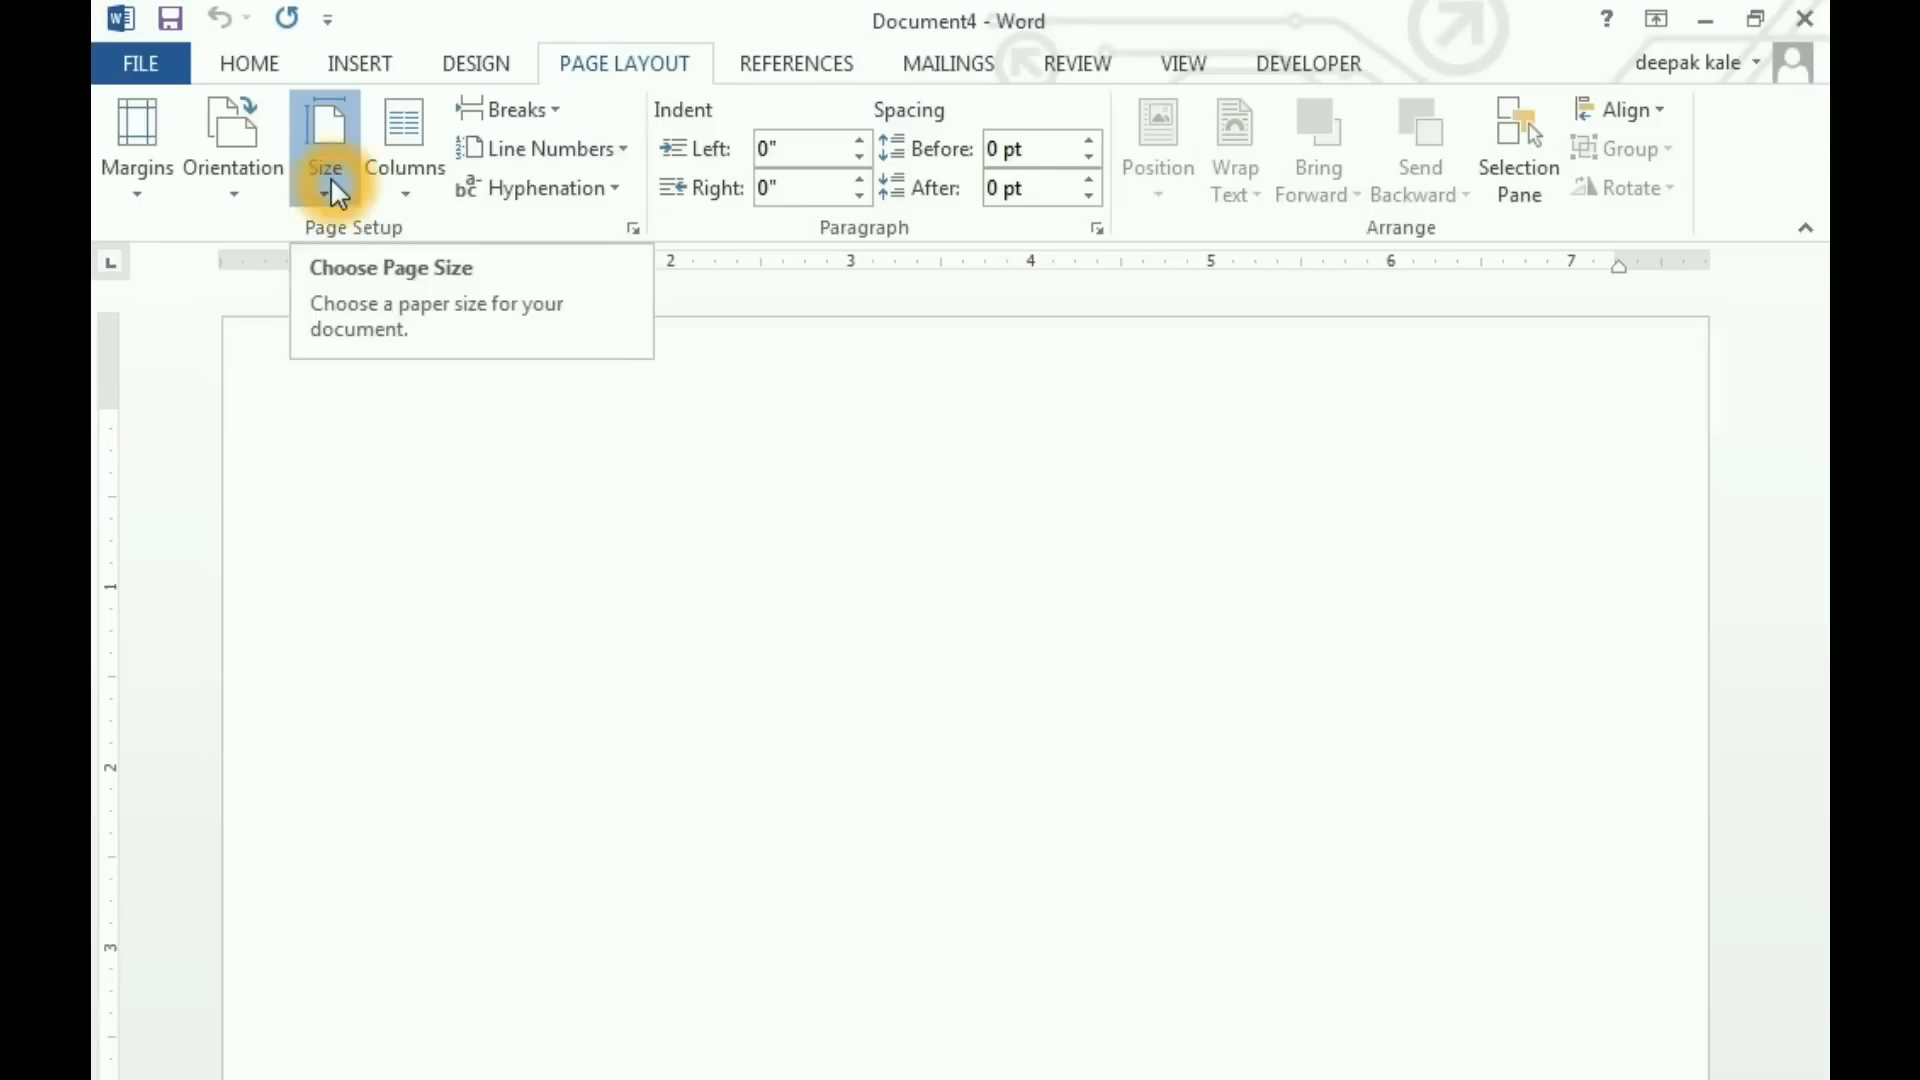 Document4 - Word
FILE HOME INSERT DESIGN PAGE LAYOUT REFERENCES MAILINGS REVIEW VIEW DEVELOPER deepak kale
Margins Orientation Size Columns
Breaks
Line Numbers
Hyphenation
Page Setup
Indent Spacing
Left: 0" Before: 0 pt
Right: 0" After: 0 pt
Paragraph
Position Wrap Text Bring Forward Send Backward Selection Pane
Align
Group
Rotate
Arrange
L
2 3 4 5 6 7
Choose Page Size
Choose a paper size for your
document.
1
2
3